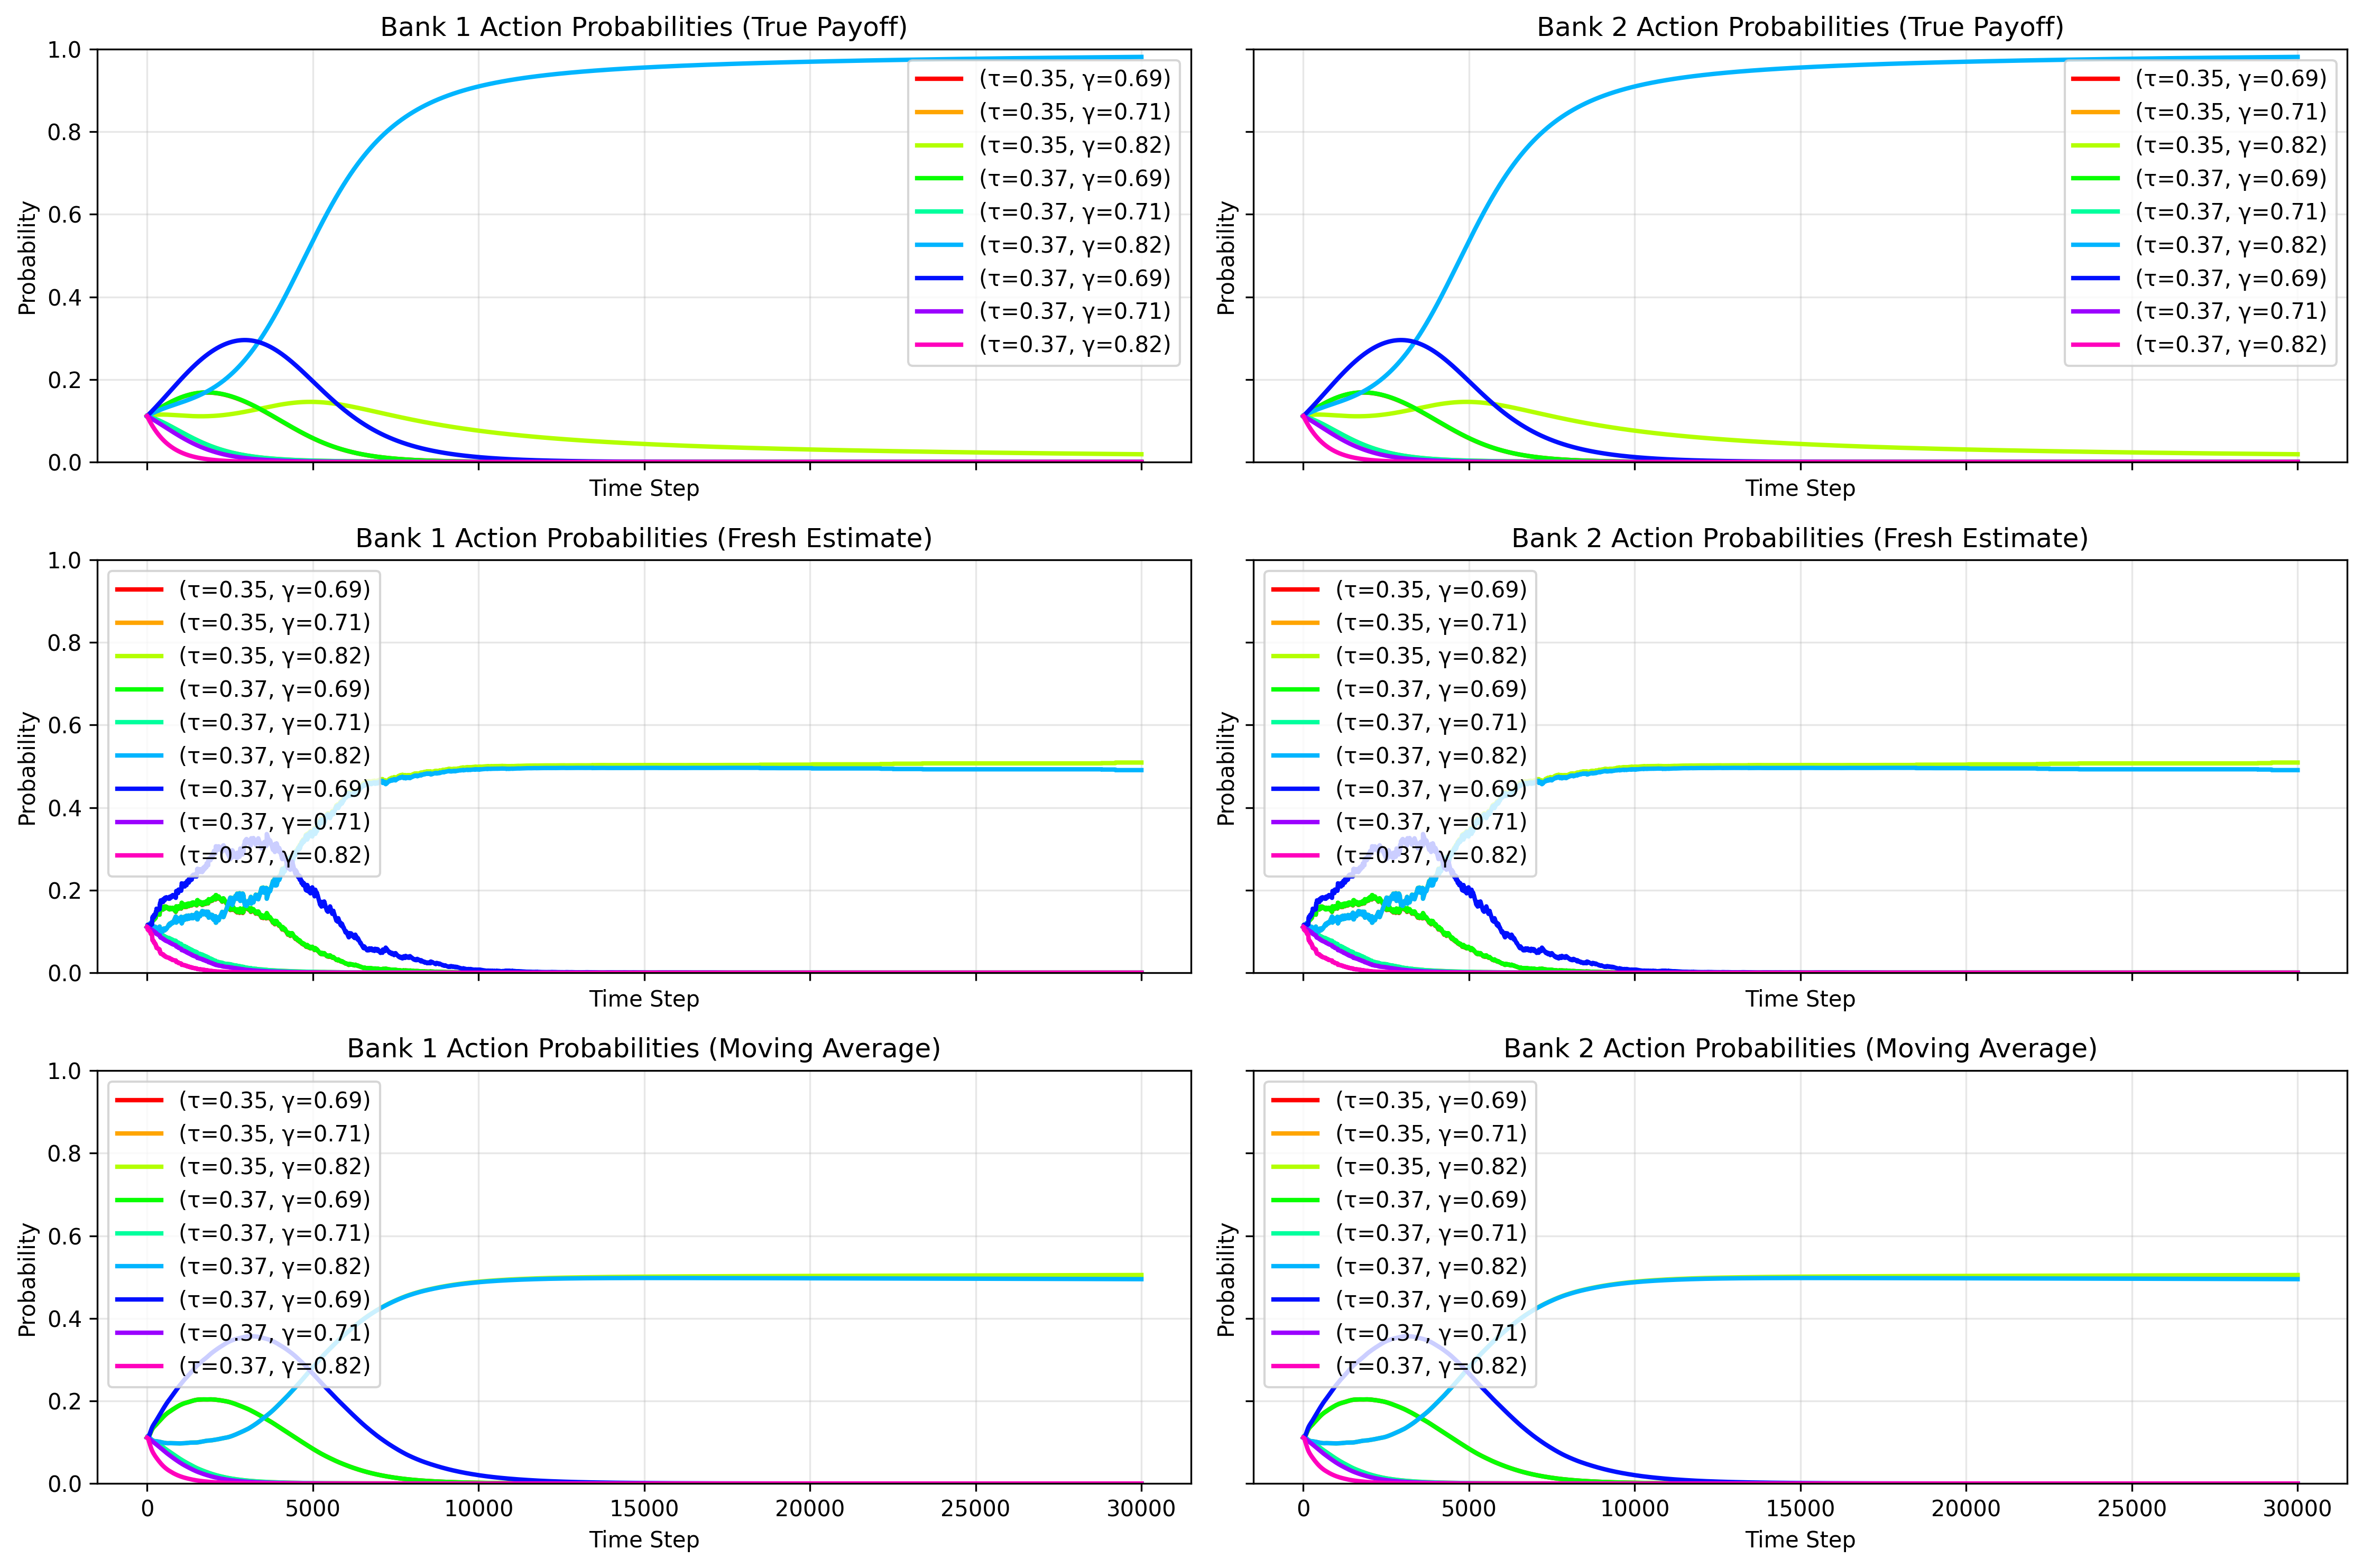 Bank 1 Action Probabilities (True Payoff)
Probability
1.0
0.8
0.6
0.4
0.2
0.0
(τ=0.35, γ=0.69)
(τ=0.35, γ=0.71)
(τ=0.35, γ=0.82)
(τ=0.37, γ=0.69)
(τ=0.37, γ=0.71)
(τ=0.37, γ=0.82)
(τ=0.37, γ=0.69)
(τ=0.37, γ=0.71)
(τ=0.37, γ=0.82)
Time Step
Bank 2 Action Probabilities (True Payoff)
Probability
(τ=0.35, γ=0.69)
(τ=0.35, γ=0.71)
(τ=0.35, γ=0.82)
(τ=0.37, γ=0.69)
(τ=0.37, γ=0.71)
(τ=0.37, γ=0.82)
(τ=0.37, γ=0.69)
(τ=0.37, γ=0.71)
(τ=0.37, γ=0.82)
Time Step
Bank 1 Action Probabilities (Fresh Estimate)
Probability
1.0
0.8
0.6
0.4
0.2
0.0
(τ=0.35, γ=0.69)
(τ=0.35, γ=0.71)
(τ=0.35, γ=0.82)
(τ=0.37, γ=0.69)
(τ=0.37, γ=0.71)
(τ=0.37, γ=0.82)
(τ=0.37, γ=0.69)
(τ=0.37, γ=0.71)
(τ=0.37, γ=0.82)
Time Step
Bank 2 Action Probabilities (Fresh Estimate)
Probability
(τ=0.35, γ=0.69)
(τ=0.35, γ=0.71)
(τ=0.35, γ=0.82)
(τ=0.37, γ=0.69)
(τ=0.37, γ=0.71)
(τ=0.37, γ=0.82)
(τ=0.37, γ=0.69)
(τ=0.37, γ=0.71)
(τ=0.37, γ=0.82)
Time Step
Bank 1 Action Probabilities (Moving Average)
Probability
1.0
0.8
0.6
0.4
0.2
0.0
(τ=0.35, γ=0.69)
(τ=0.35, γ=0.71)
(τ=0.35, γ=0.82)
(τ=0.37, γ=0.69)
(τ=0.37, γ=0.71)
(τ=0.37, γ=0.82)
(τ=0.37, γ=0.69)
(τ=0.37, γ=0.71)
(τ=0.37, γ=0.82)
0 5000 10000 15000 20000 25000 30000
Time Step
Bank 2 Action Probabilities (Moving Average)
Probability
(τ=0.35, γ=0.69)
(τ=0.35, γ=0.71)
(τ=0.35, γ=0.82)
(τ=0.37, γ=0.69)
(τ=0.37, γ=0.71)
(τ=0.37, γ=0.82)
(τ=0.37, γ=0.69)
(τ=0.37, γ=0.71)
(τ=0.37, γ=0.82)
0 5000 10000 15000 20000 25000 30000
Time Step